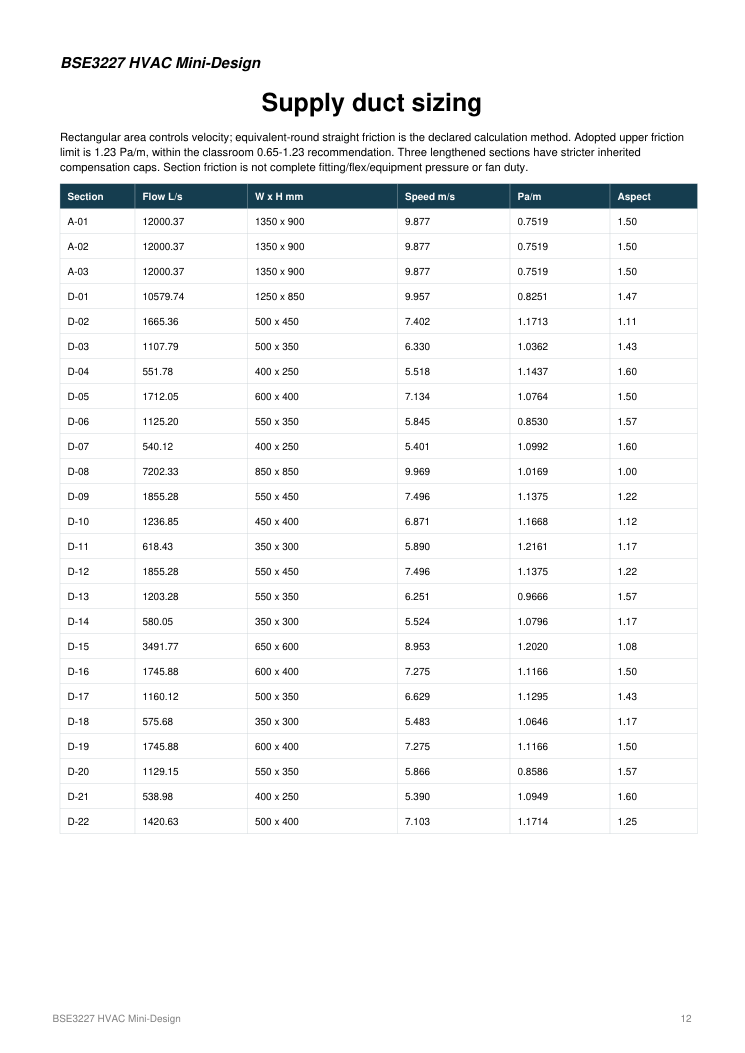 BSE3227 HVAC Mini-Design
Supply duct sizing
Rectangular area controls velocity; equivalent-round straight friction is the declared calculation method. Adopted upper friction
limit is 1.23 Pa/m, within the classroom 0.65-1.23 recommendation. Three lengthened sections have stricter inherited
compensation caps. Section friction is not complete fitting/flex/equipment pressure or fan duty.
Section Flow L/s W x H mm Speed m/s Pa/m Aspect
A-01 12000.37 1350 x 900 9.877 0.7519 1.50
A-02 12000.37 1350 x 900 9.877 0.7519 1.50
A-03 12000.37 1350 x 900 9.877 0.7519 1.50
D-01 10579.74 1250 x 850 9.957 0.8251 1.47
D-02 1665.36 500 x 450 7.402 1.1713 1.11
D-03 1107.79 500 x 350 6.330 1.0362 1.43
D-04 551.78 400 x 250 5.518 1.1437 1.60
D-05 1712.05 600 x 400 7.134 1.0764 1.50
D-06 1125.20 550 x 350 5.845 0.8530 1.57
D-07 540.12 400 x 250 5.401 1.0992 1.60
D-08 7202.33 850 x 850 9.969 1.0169 1.00
D-09 1855.28 550 x 450 7.496 1.1375 1.22
D-10 1236.85 450 x 400 6.871 1.1668 1.12
D-11 618.43 350 x 300 5.890 1.2161 1.17
D-12 1855.28 550 x 450 7.496 1.1375 1.22
D-13 1203.28 550 x 350 6.251 0.9666 1.57
D-14 580.05 350 x 300 5.524 1.0796 1.17
D-15 3491.77 650 x 600 8.953 1.2020 1.08
D-16 1745.88 600 x 400 7.275 1.1166 1.50
D-17 1160.12 500 x 350 6.629 1.1295 1.43
D-18 575.68 350 x 300 5.483 1.0646 1.17
D-19 1745.88 600 x 400 7.275 1.1166 1.50
D-20 1129.15 550 x 350 5.866 0.8586 1.57
D-21 538.98 400 x 250 5.390 1.0949 1.60
D-22 1420.63 500 x 400 7.103 1.1714 1.25
BSE3227 HVAC Mini-Design 12